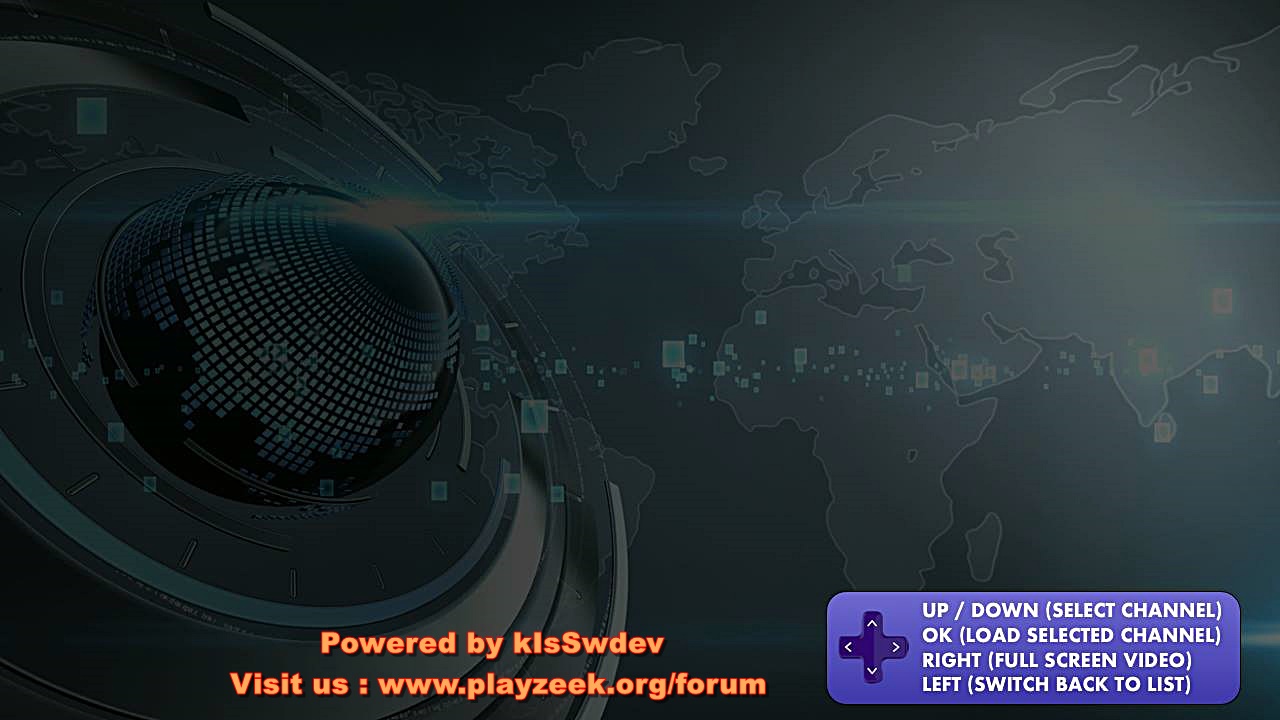 Powered by kIsSwdev
Visit us : www.playzeek.org/forum
UP / DOWN (SELECT CHANNEL)
OK (LOAD SELECTED CHANNEL)
RIGHT (FULL SCREEN VIDEO)
LEFT (SWITCH BACK TO LIST)